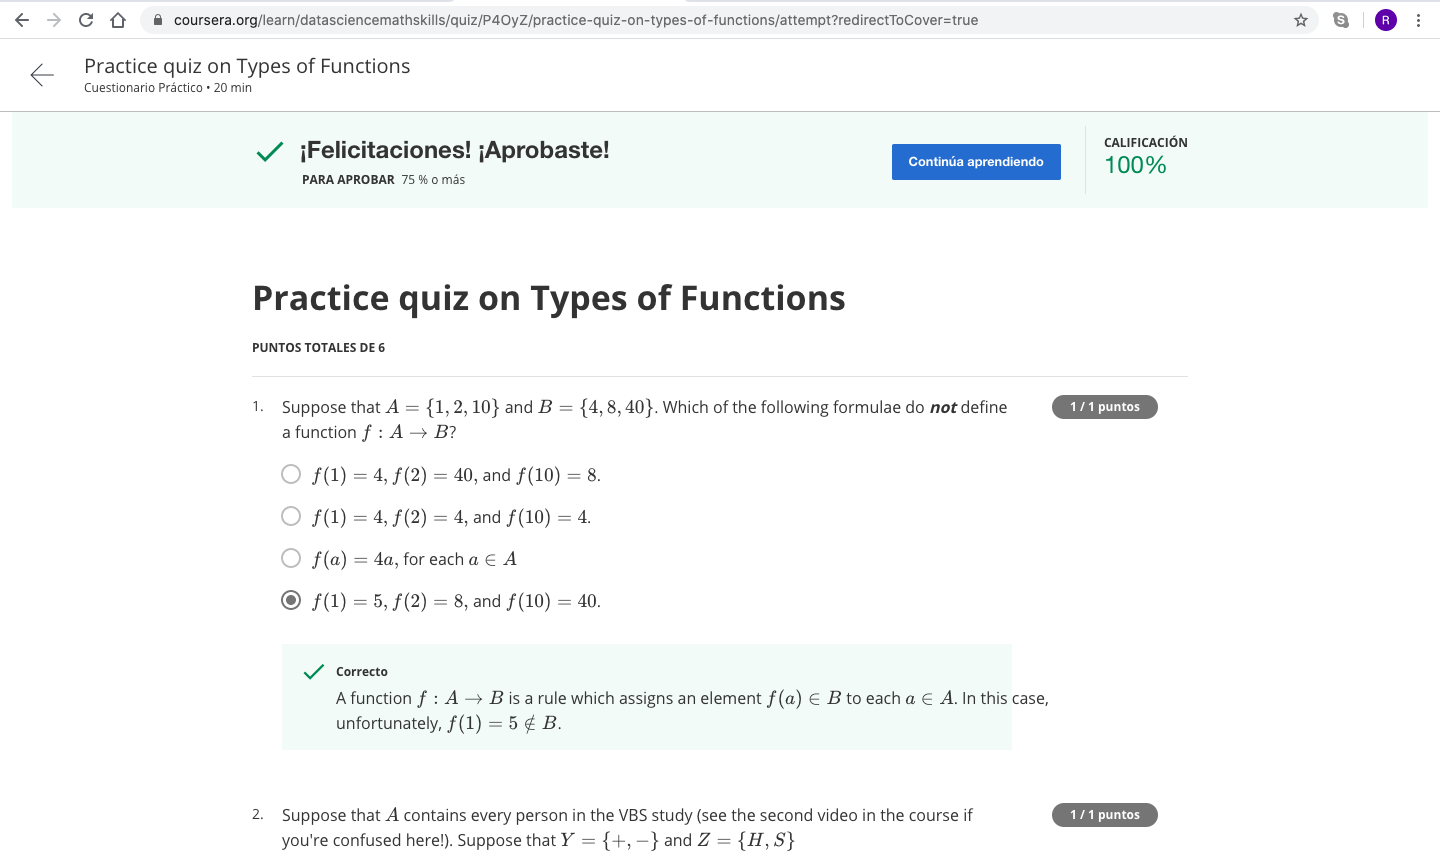 coursera.org/learn/datasciencemathskills/quiz/P4OyZ/practice-quiz-on-types-of-functions/attempt?redirectToCover=true
S
R
Practice quiz on Types of Functions
Cuestionario Práctico • 20 min
¡Felicitaciones! ¡Aprobaste!
PARA APROBAR 75 % o más
Continúa aprendiendo
CALIFICACIÓN
100%
Practice quiz on Types of Functions
PUNTOS TOTALES DE 6
1. Suppose that A = {1, 2, 10} and B = {4, 8, 40}. Which of the following formulae do not define
a function f : A → B?
1 / 1 puntos
f(1) = 4, f(2) = 40, and f(10) = 8.
f(1) = 4, f(2) = 4, and f(10) = 4.
f(a) = 4a, for each a ∈ A
f(1) = 5, f(2) = 8, and f(10) = 40.
Correcto
A function f : A → B is a rule which assigns an element f(a) ∈ B to each a ∈ A. In this case,
unfortunately, f(1) = 5 ∉ B.
2. Suppose that A contains every person in the VBS study (see the second video in the course if
you're confused here!). Suppose that Y = {+, −} and Z = {H, S}
1 / 1 puntos